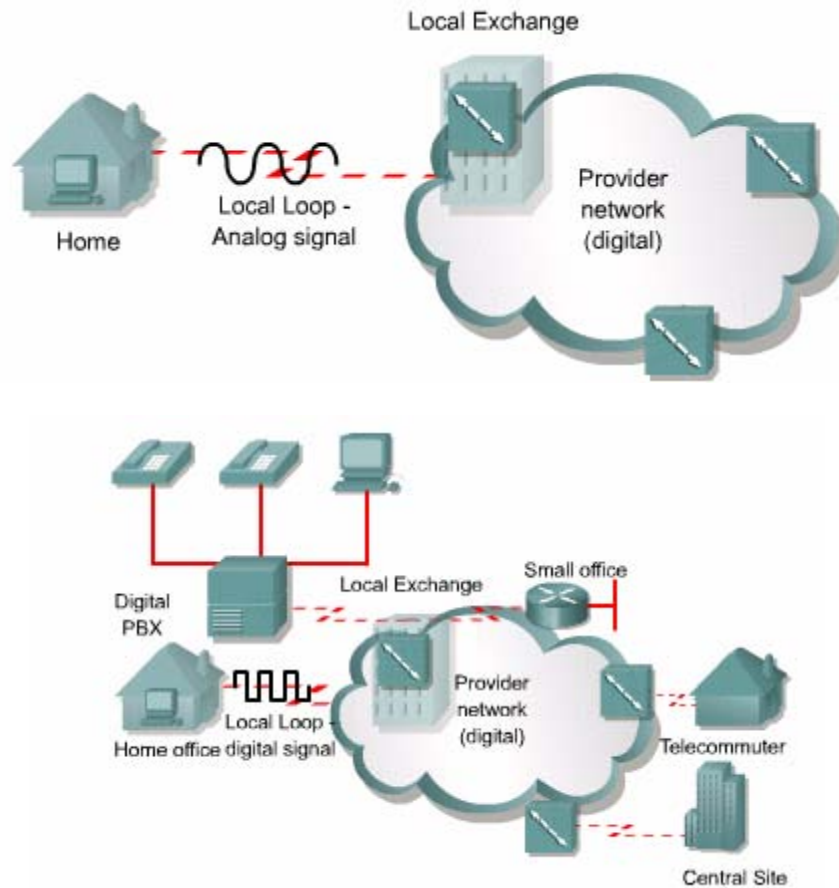 Local Exchange
Provider
network
(digital)
Local Loop -
Analog signal
Home
Small office
Local Exchange
Digital
PBX
Provider
network
(digital)
Local Loop -
digital signal
Home office
Telecommuter
Central Site